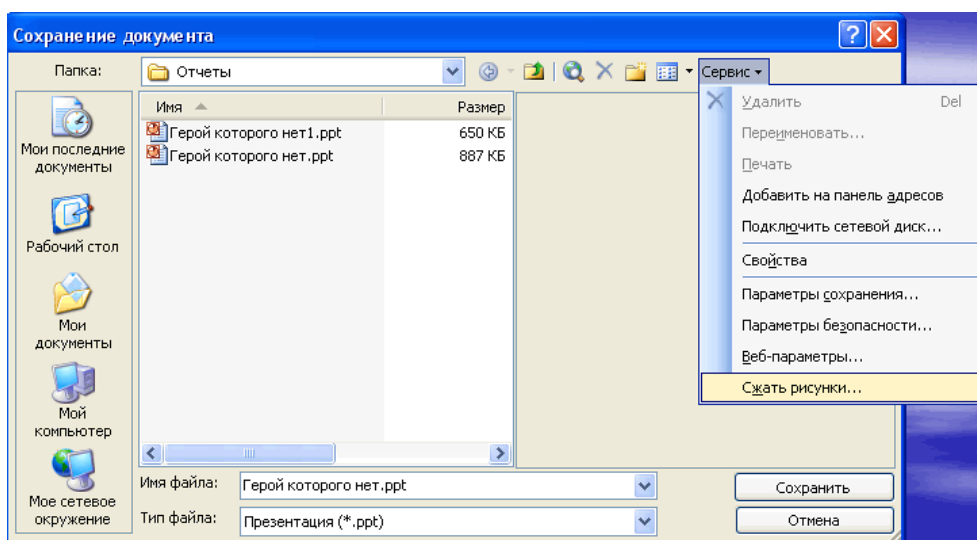 Сохранение документа
Папка:
Отчеты
Сервис
Имя
Размер
Герой которого нет1.ppt
650 КБ
Герой которого нет.ppt
887 КБ
Мои последние
документы
Рабочий стол
Мои
документы
Мой
компьютер
Мое сетевое
окружение
Удалить
Del
Переименовать...
Печать
Добавить на панель адресов
Подключить сетевой диск...
Свойства
Параметры сохранения...
Параметры безопасности...
Веб-параметры...
Сжать рисунки...
Имя файла:
Герой которого нет.ppt
Сохранить
Тип файла:
Презентация (*.ppt)
Отмена